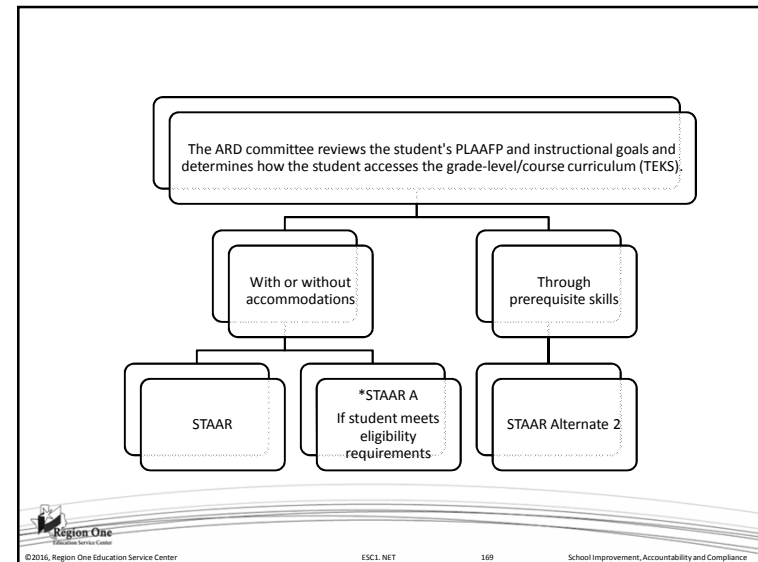 The ARD committee reviews the student's PLAAFP and instructional goals and
determines how the student accesses the grade-level/course curriculum (TEKS).
With or without
accommodations
Through
prerequisite skills
STAAR
*STAAR A
If student meets
eligibility
requirements
STAAR Alternate 2
Region One
Education Service Center
©2016, Region One Education Service Center
ESC1. NET
169
School Improvement, Accountability and Compliance